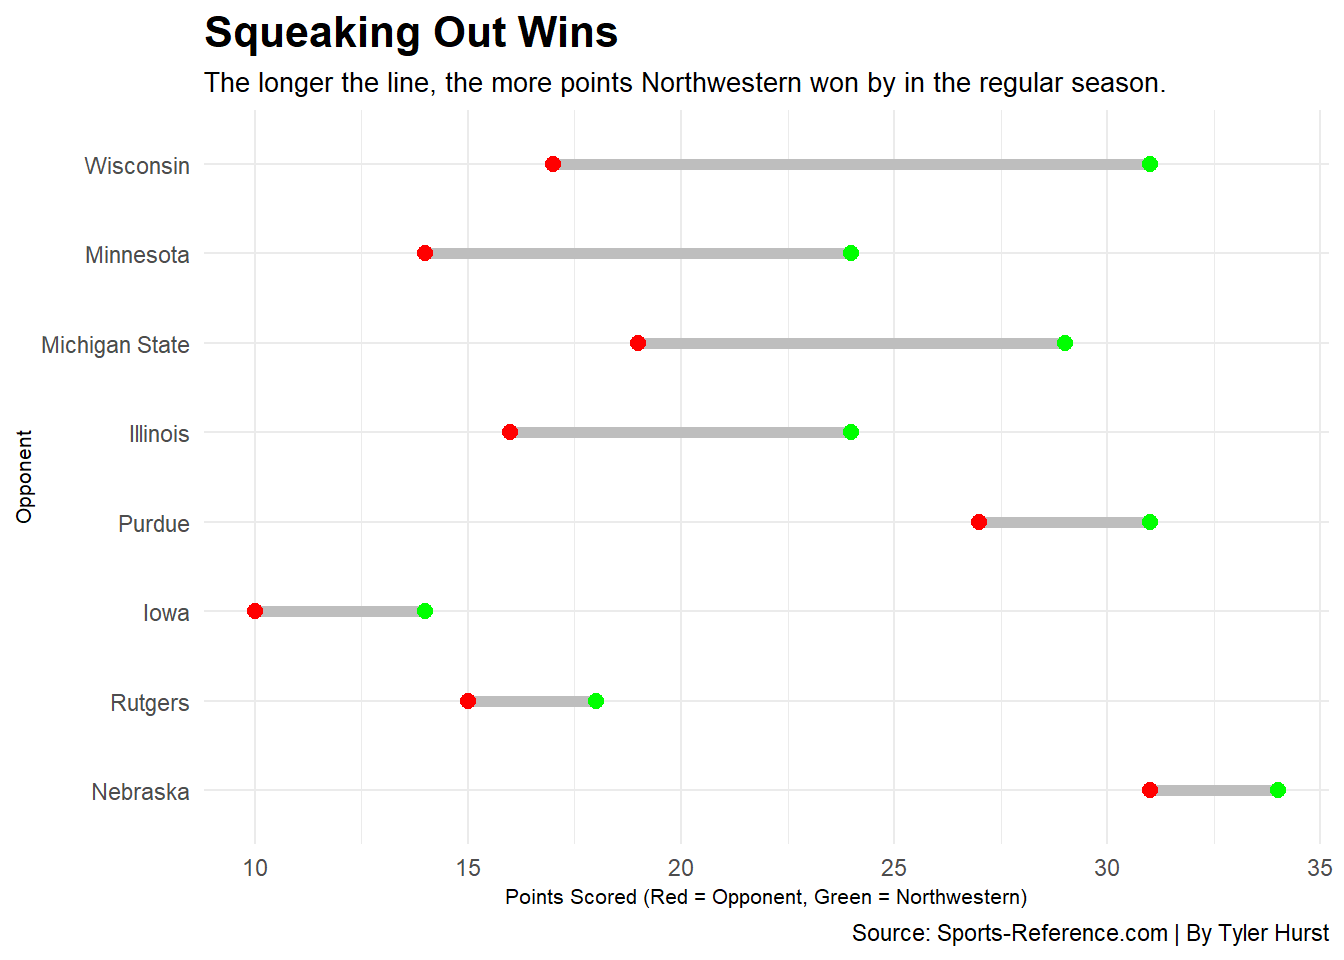 Squeaking Out Wins
The longer the line, the more points Northwestern won by in the regular season.
Wisconsin
Minnesota
Michigan State
Illinois
Purdue
Iowa
Rutgers
Nebraska
Opponent
10 15 20 25 30 35
Points Scored (Red = Opponent, Green = Northwestern)
Source: Sports-Reference.com | By Tyler Hurst